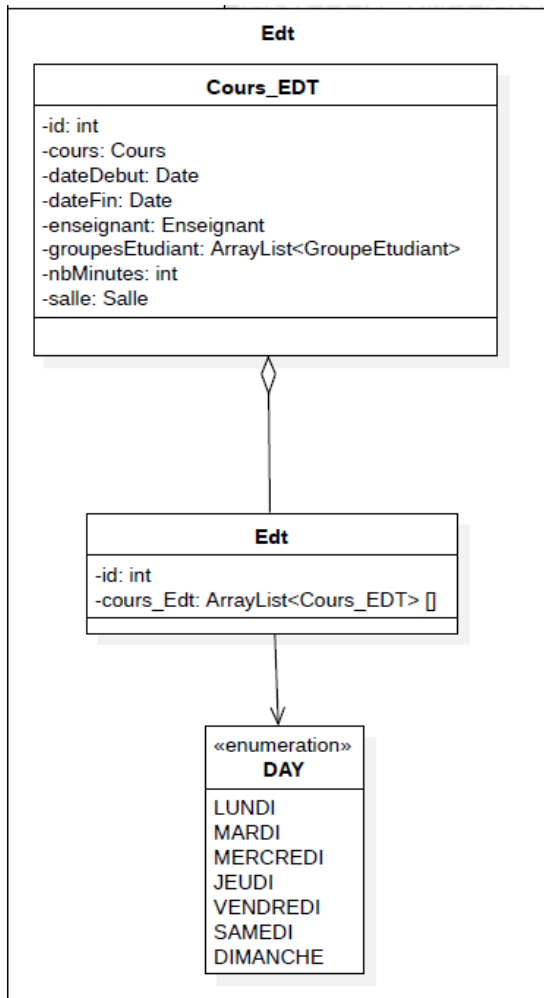 Edt
Cours_EDT
-id: int
-cours: Cours
-dateDebut: Date
-dateFin: Date
-enseignant: Enseignant
-groupesEtudiant: ArrayList<GroupeEtudiant>
-nbMinutes: int
-salle: Salle
Edt
-id: int
-cours_Edt: ArrayList<Cours_EDT> []
«enumeration»
DAY
LUNDI
MARDI
MERCREDI
JEUDI
VENDREDI
SAMEDI
DIMANCHE